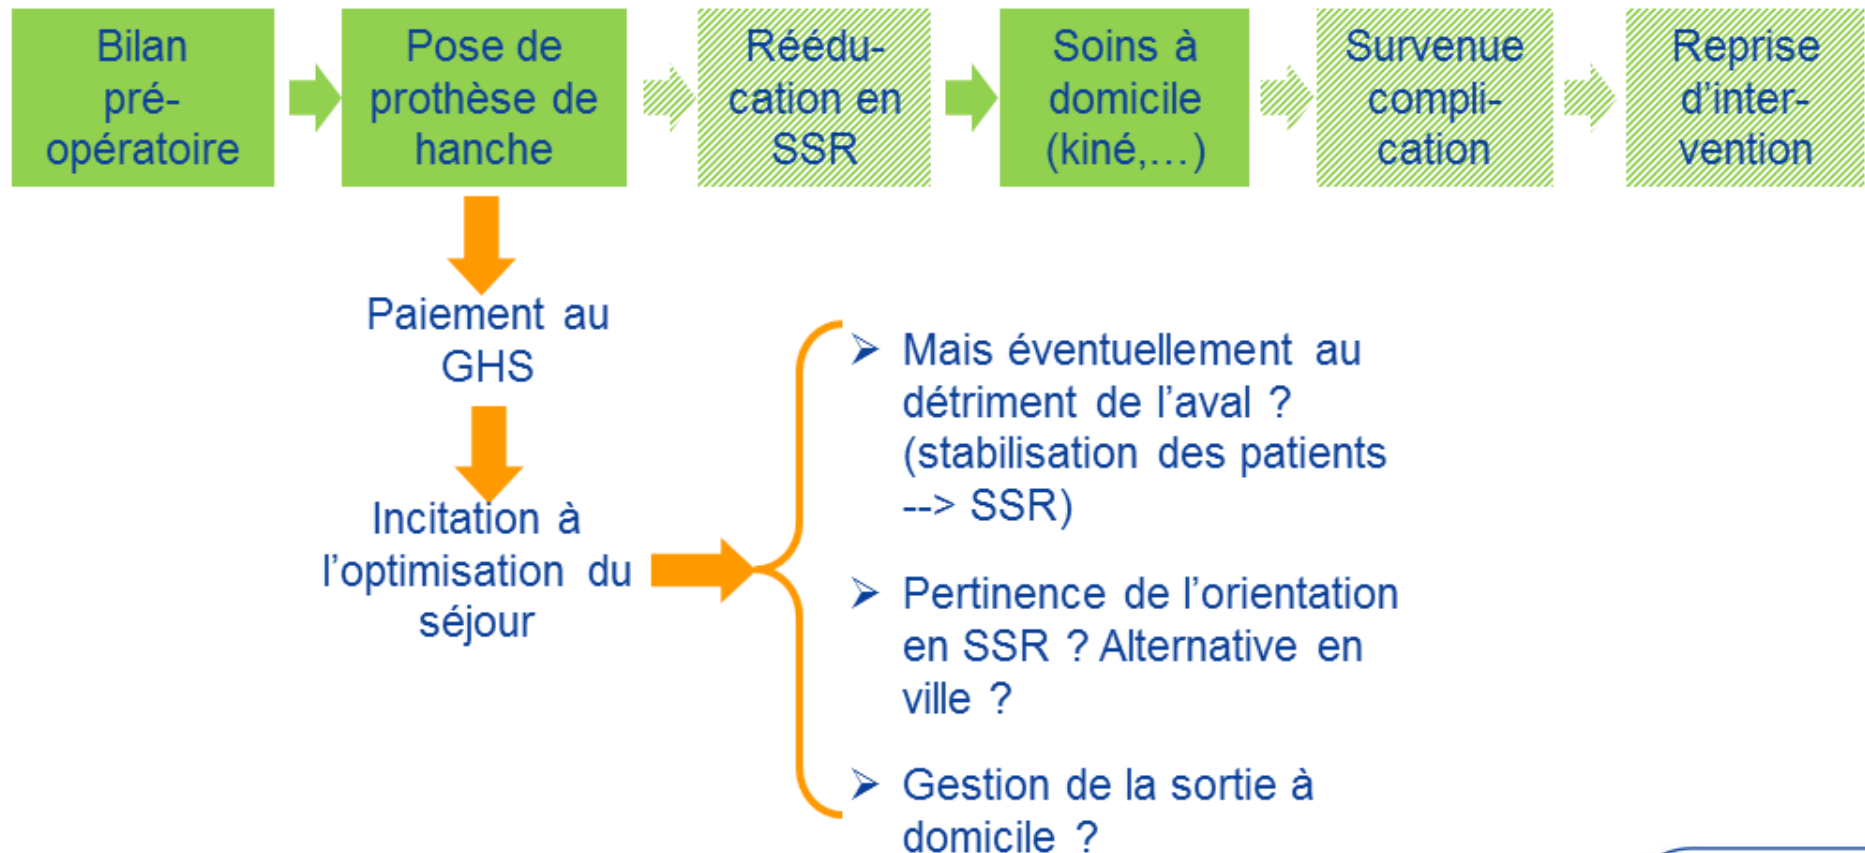 Bilan
pré-
opératoire
Pose de
prothèse de
hanche
Réédu-
cation en
SSR
Soins à
domicile
(kiné,…)
Survenue
compli-
cation
Reprise
d’inter-
vention
Paiement au
GHS
Incitation à
l’optimisation du
séjour
➢ Mais éventuellement au
détriment de l’aval ?
(stabilisation des patients
--> SSR)
➢ Pertinence de l’orientation
en SSR ? Alternative en
ville ?
➢ Gestion de la sortie à
domicile ?